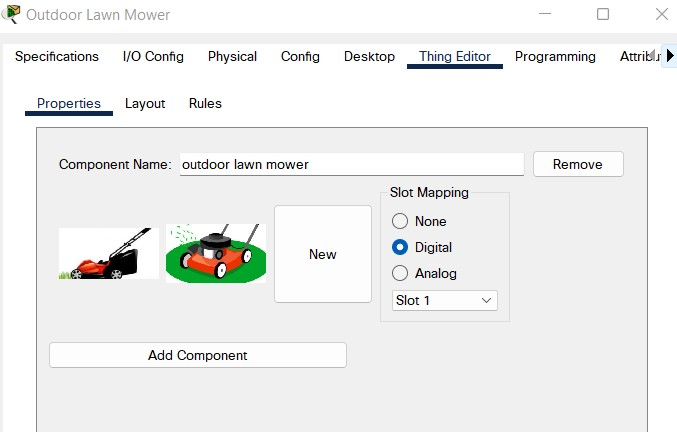 Outdoor Lawn Mower
Specifications I/O Config Physical Config Desktop Thing Editor Programming
Properties Layout Rules
Component Name: outdoor lawn mower Remove
Slot Mapping
None
New Digital
Analog
Slot 1
Add Component